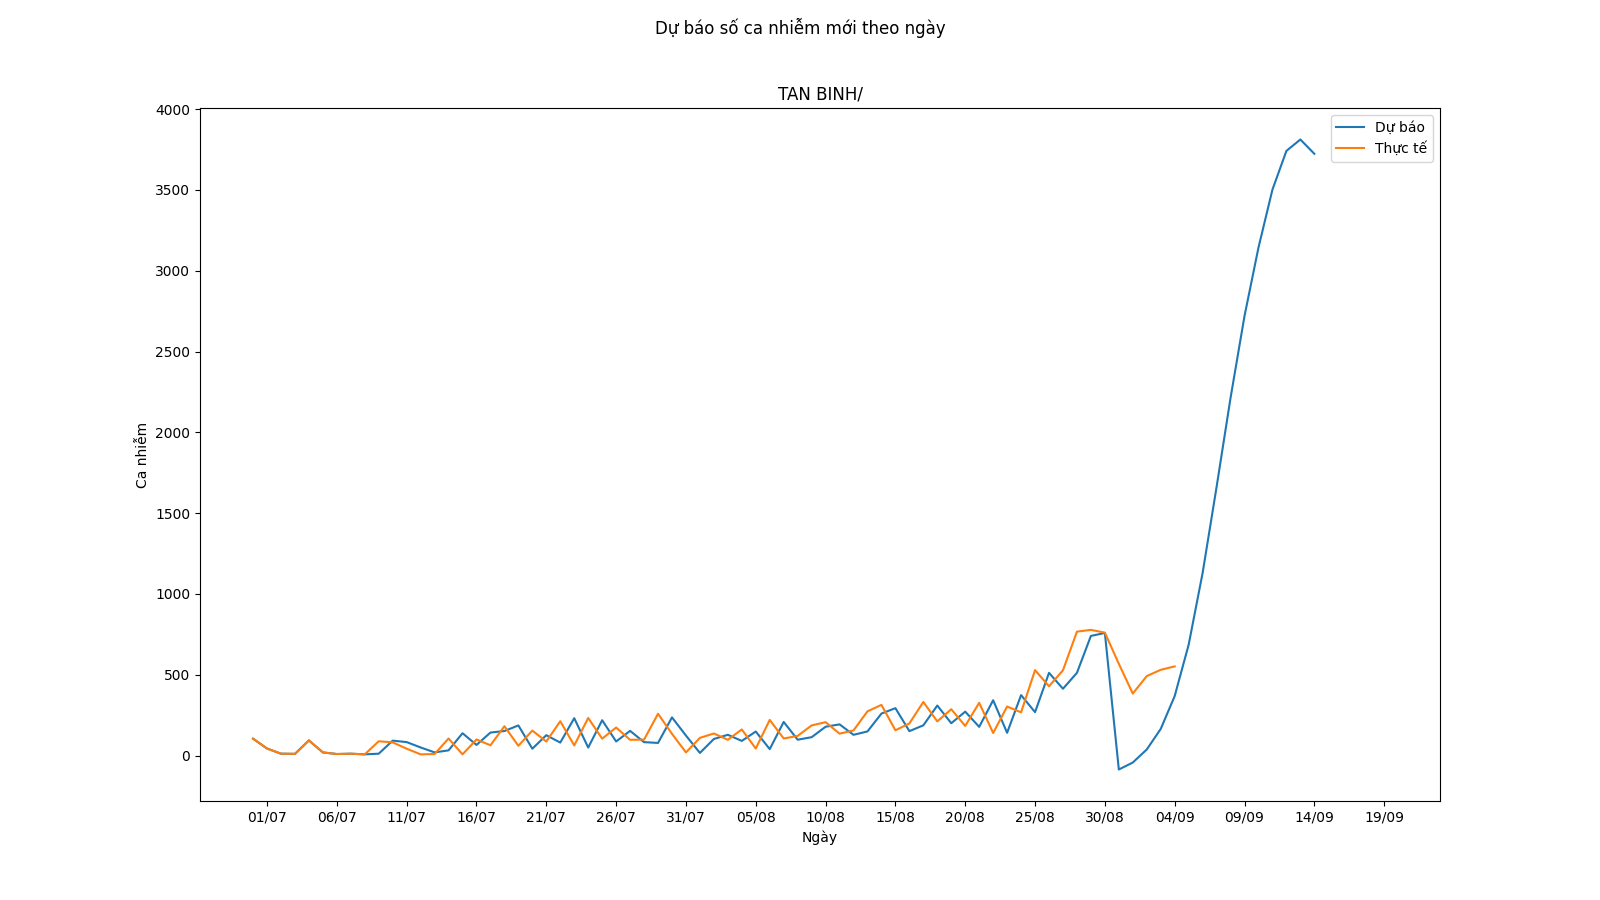 Dự báo số ca nhiễm mới theo ngày
TAN BINH/
Dự báo
Thực tế
4000
3500
3000
2500
2000
1500
1000
500
0
Ca nhiễm
01/07 06/07 11/07 16/07 21/07 26/07 31/07 05/08 10/08 15/08 20/08 25/08 30/08 04/09 09/09 14/09 19/09
Ngày